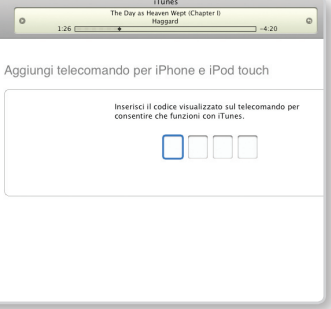 iTunes
The Day as Heaven Wept (Chapter I)
Haggard
1:26 -4:20
Aggiungi telecomando per iPhone e iPod touch
Inserisci il codice visualizzato sul telecomando per
consentire che funzioni con iTunes.